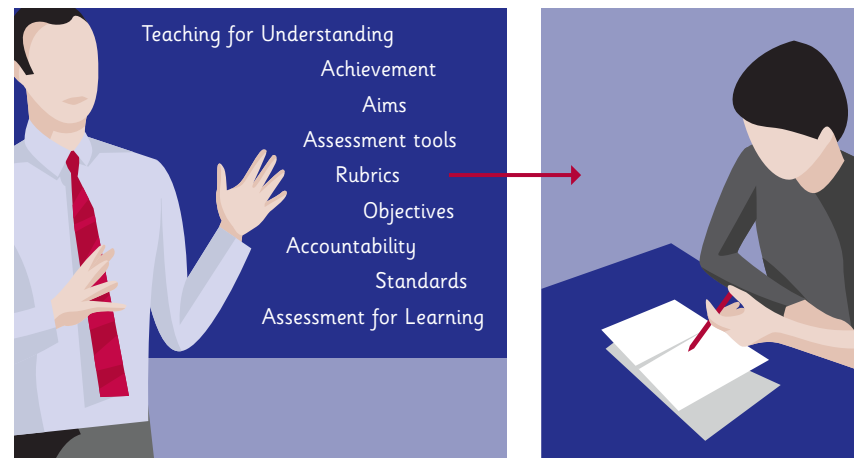 Teaching for Understanding
Achievement
Aims
Assessment tools
Rubrics
Objectives
Accountability
Standards
Assessment for Learning